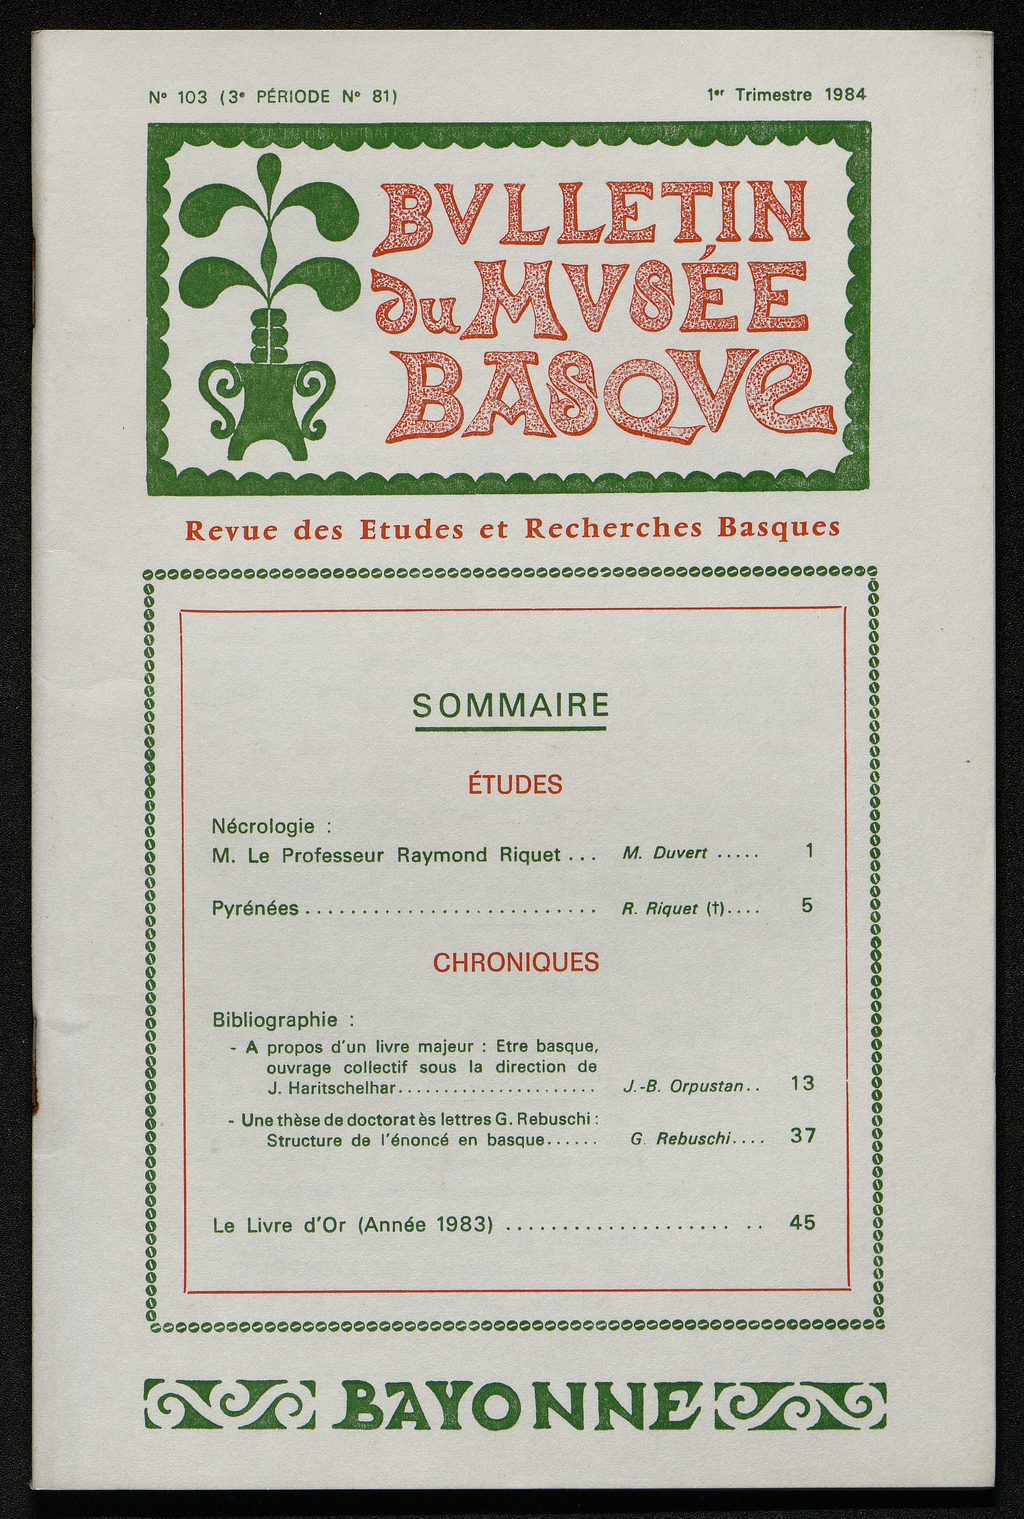 Nº 103 (3e PÉRIODE Nº 81)
1er Trimestre 1984
BVLLETIN
du MVSÉE
BASQVE
Revue des Etudes et Recherches Basques
SOMMAIRE
ÉTUDES
Nécrologie :
M. Le Professeur Raymond Riquet ... M. Duvert ..... 1
Pyrénées .......................... R. Riquet (†).... 5
CHRONIQUES
Bibliographie :
- A propos d'un livre majeur : Etre basque,
ouvrage collectif sous la direction de
J. Haritschelhar...................... J.-B. Orpustan.. 13
- Une thèse de doctorat ès lettres G. Rebuschi :
Structure de l'énoncé en basque...... G. Rebuschi.... 37
Le Livre d'Or (Année 1983) .................... .. 45
BAYONNE